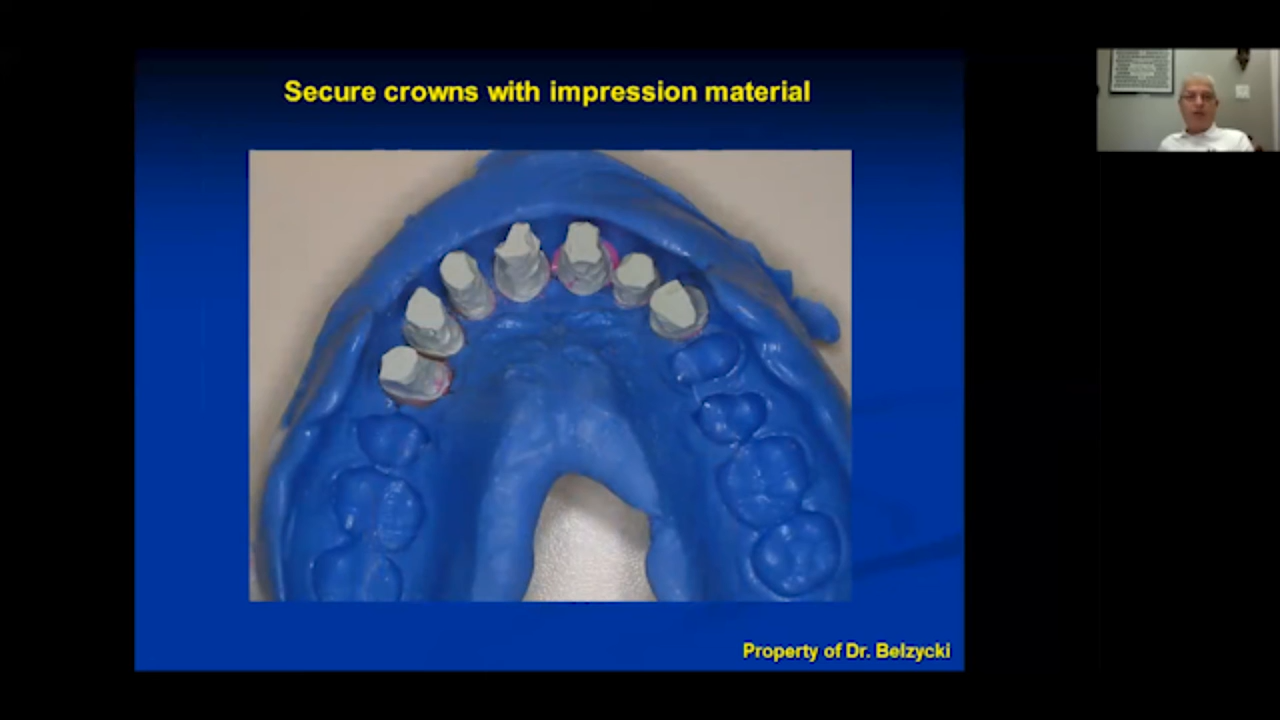 Secure crowns with impression material
Property of Dr. Belzycki